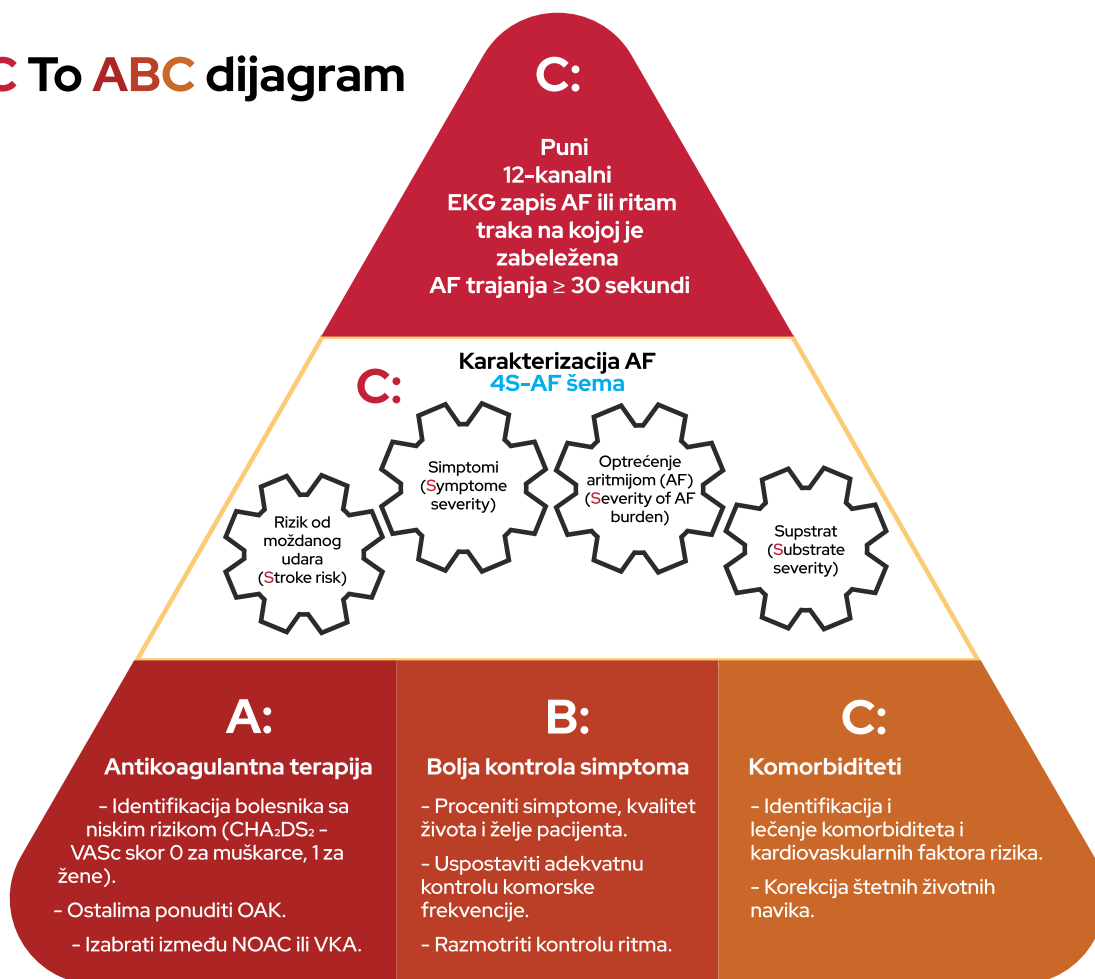 C To ABC dijagram
C:
Puni
12-kanalni
EKG zapis AF ili ritam
traka na kojoj je
zabeležena
AF trajanja ≥ 30 sekundi
Karakterizacija AF
4S-AF šema
C:
Rizik od
moždanog
udara
(Stroke risk)
Simptomi
(Symptome
severity)
Optrećenje
aritmijom (AF)
(Severity of AF
burden)
Supstrat
(Substrate
severity)
A:
Antikoagulantna terapija
- Identifikacija bolesnika sa
niskim rizikom (CHA₂DS₂ -
VASc skor 0 za muškarce, 1 za
žene).
- Ostalima ponuditi OAK.
- Izabrati između NOAC ili VKA.
B:
Bolja kontrola simptoma
- Proceniti simptome, kvalitet
života i želje pacijenta.
- Uspostaviti adekvatnu
kontrolu komorske
frekvencije.
- Razmotriti kontrolu ritma.
C:
Komorbiditeti
- Identifikacija i
lečenje komorbiditeta i
kardiovaskularnih faktora rizika.
- Korekcija štetnih životnih
navika.